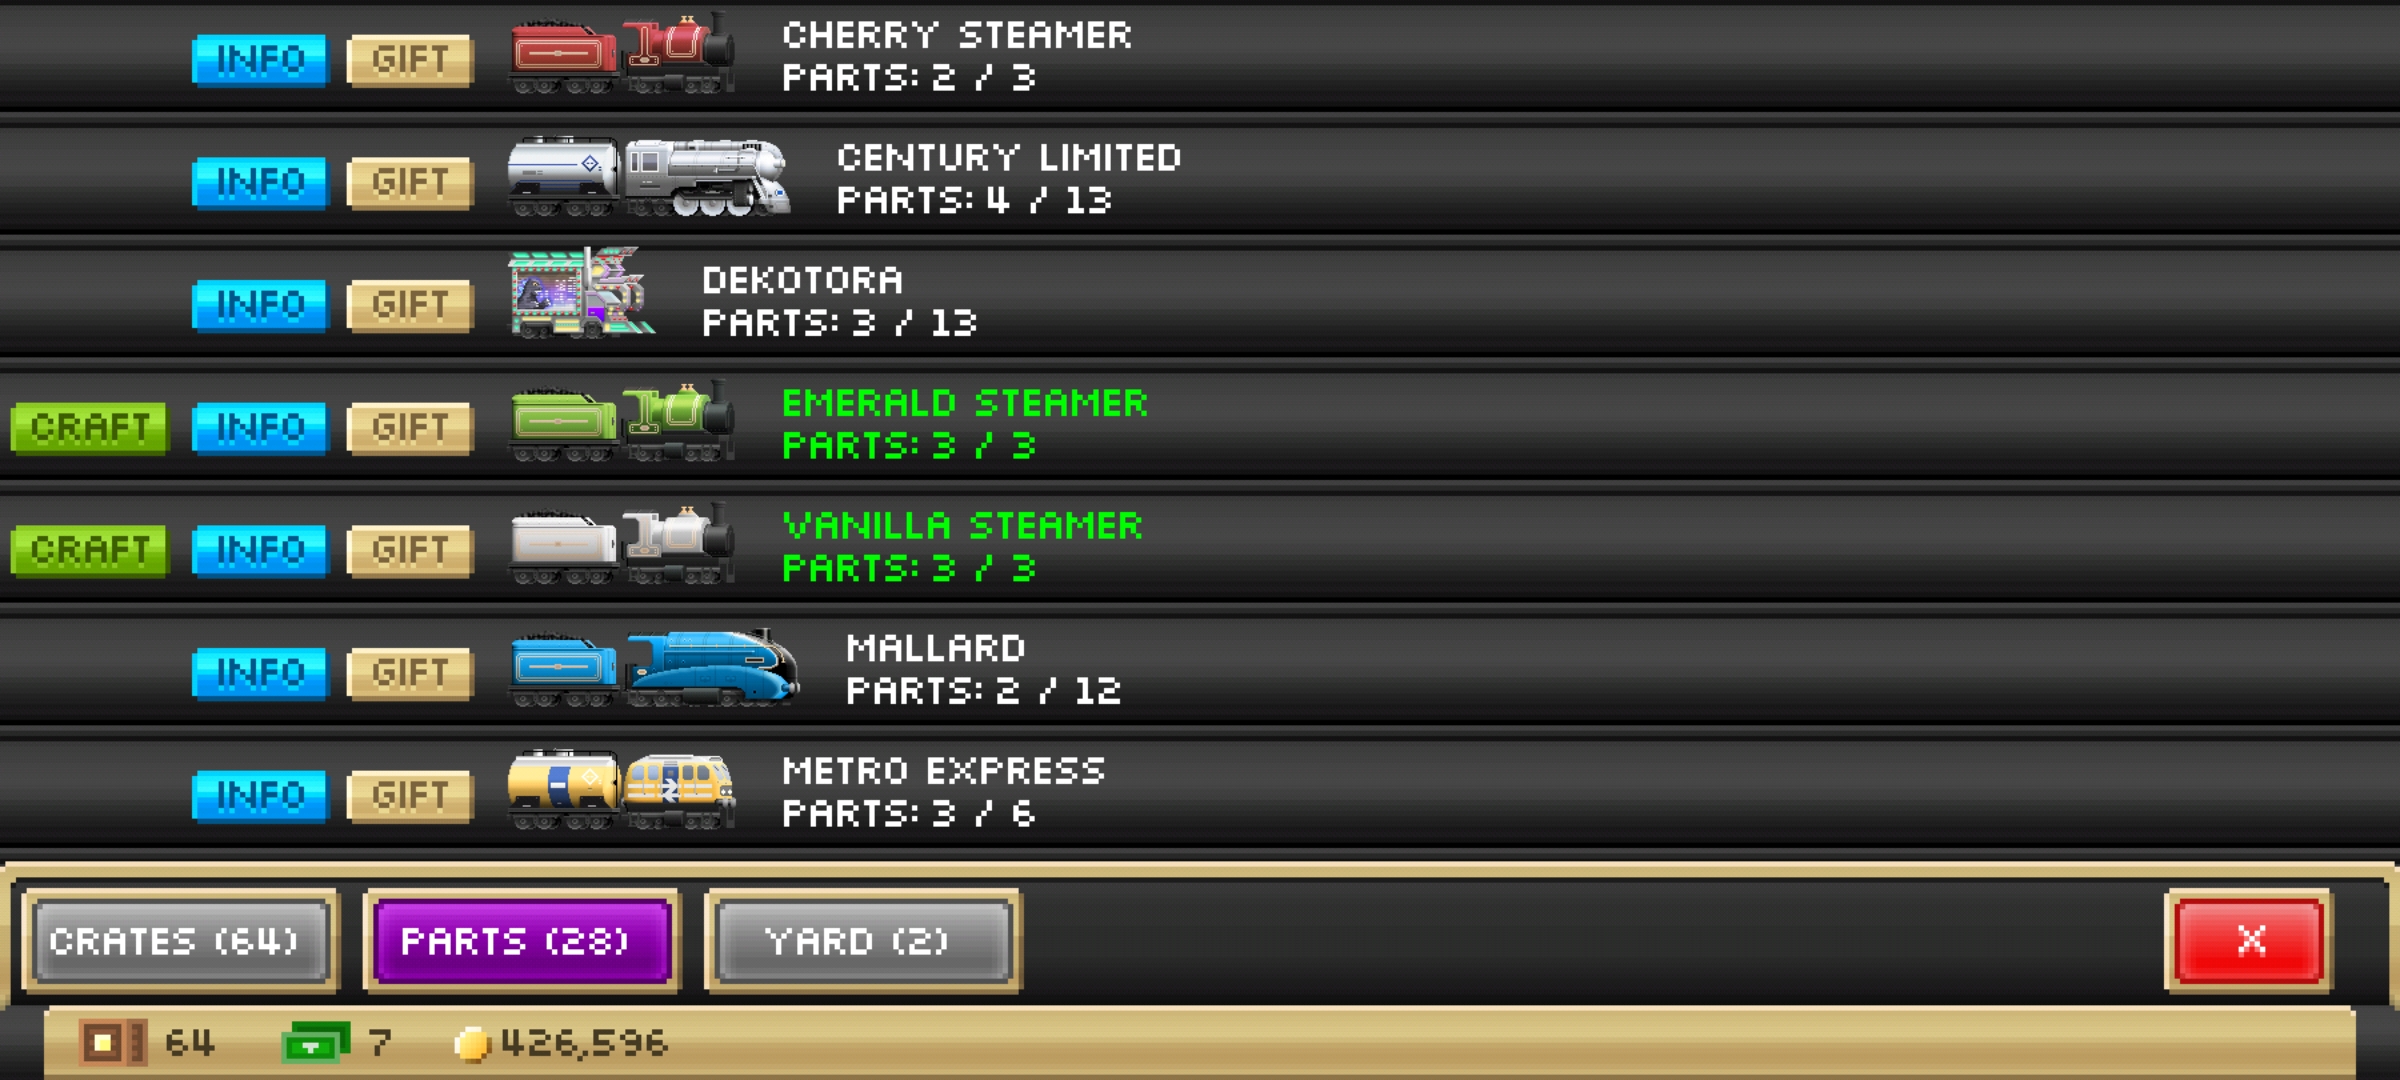 INFO GIFT CHERRY STEAMER
PARTS: 2 / 3
INFO GIFT CENTURY LIMITED
PARTS: 4 / 13
INFO GIFT DEKOTORA
PARTS: 3 / 13
CRAFT INFO GIFT EMERALD STEAMER
PARTS: 3 / 3
CRAFT INFO GIFT VANILLA STEAMER
PARTS: 3 / 3
INFO GIFT MALLARD
PARTS: 2 / 12
INFO GIFT METRO EXPRESS
PARTS: 3 / 6
CRATES (64) PARTS (28) YARD (2) X
64 7 426,596